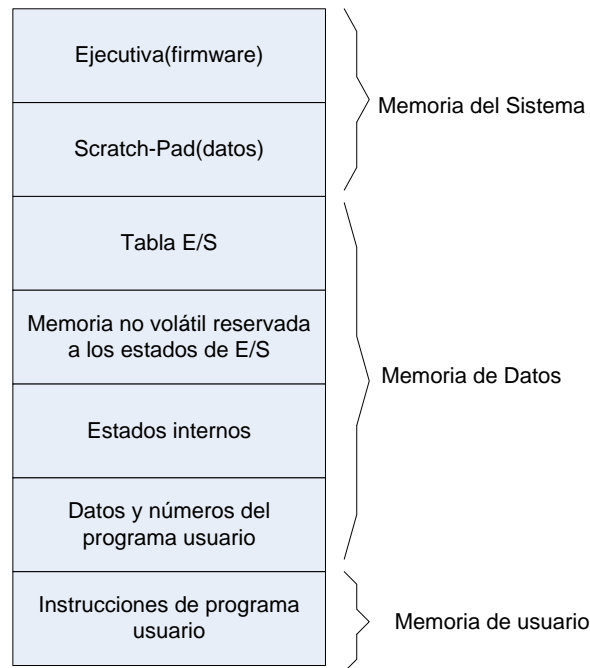 Ejecutiva(firmware)
Memoria del Sistema
Scratch-Pad(datos)
Tabla E/S
Memoria no volátil reservada
a los estados de E/S
Memoria de Datos
Estados internos
Datos y números del
programa usuario
Instrucciones de programa
usuario
Memoria de usuario